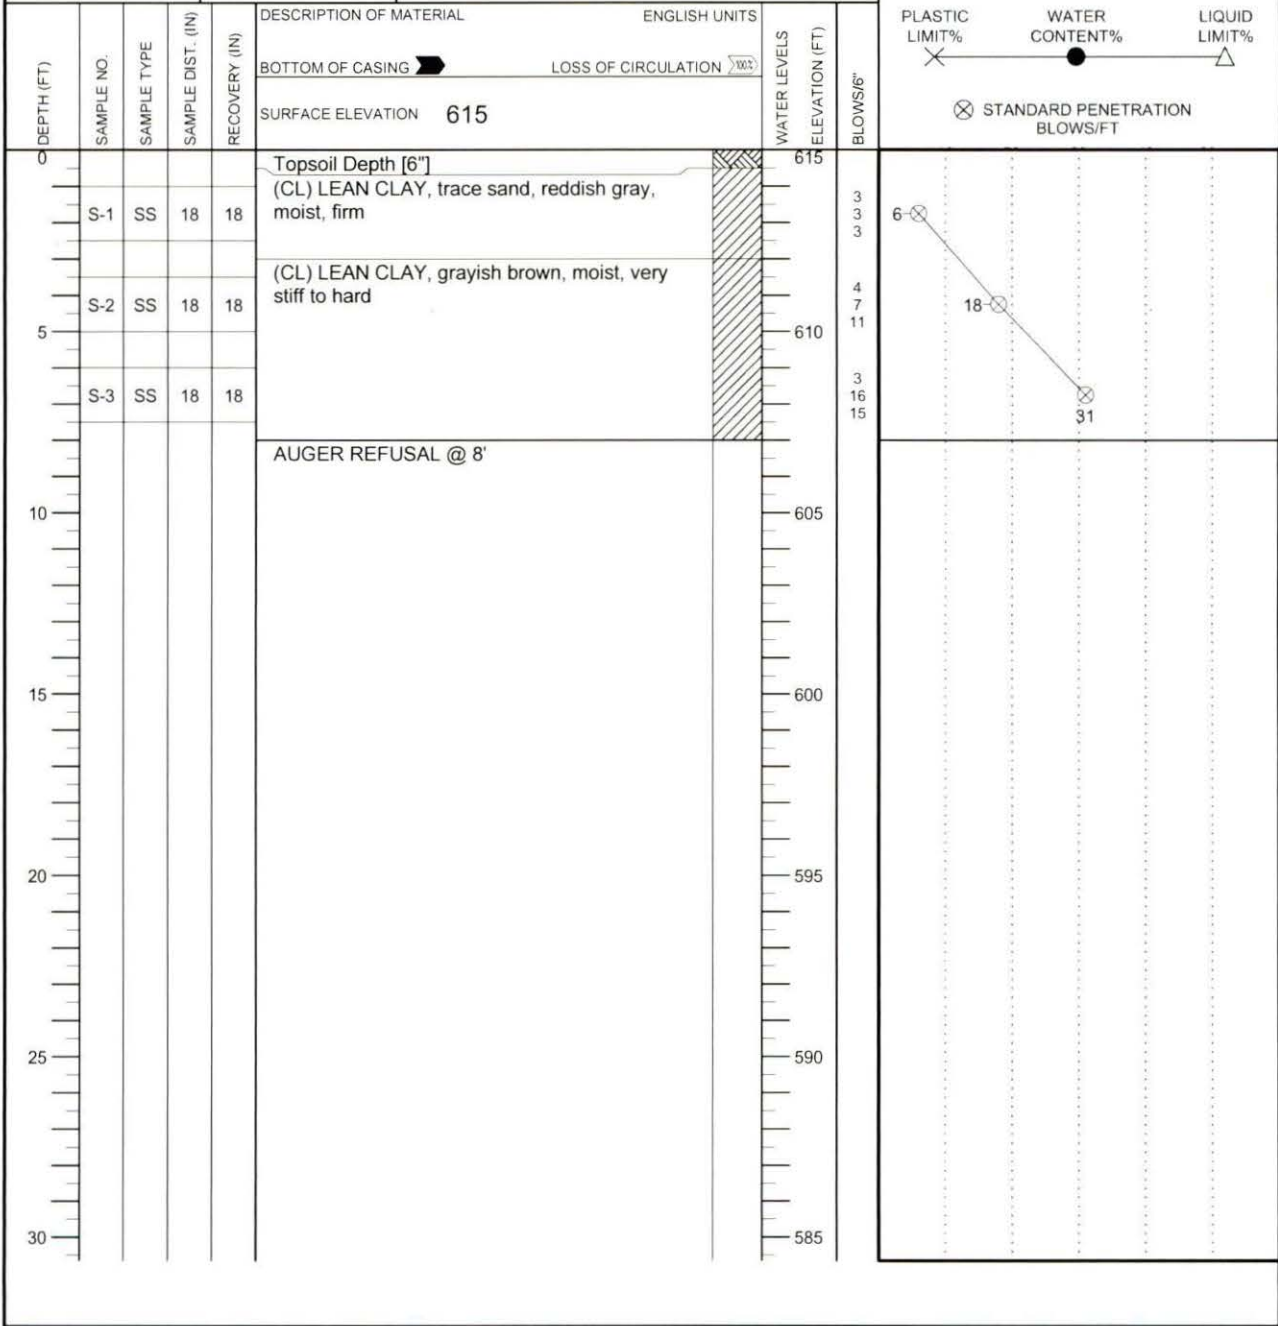 DEPTH (FT)
SAMPLE NO.
SAMPLE TYPE
SAMPLE DIST. (IN)
RECOVERY (IN)
DESCRIPTION OF MATERIAL ENGLISH UNITS
BOTTOM OF CASING LOSS OF CIRCULATION 100%
SURFACE ELEVATION 615
WATER LEVELS
ELEVATION (FT)
BLOWS/6"
PLASTIC LIMIT%
WATER CONTENT%
LIQUID LIMIT%
STANDARD PENETRATION
BLOWS/FT
0
Topsoil Depth [6"]
615
(CL) LEAN CLAY, trace sand, reddish gray,
moist, firm
S-1 SS 18 18
3
3
3
6
(CL) LEAN CLAY, grayish brown, moist, very
stiff to hard
S-2 SS 18 18
4
7
11
18
5
610
S-3 SS 18 18
3
16
15
31
AUGER REFUSAL @ 8'
10
605
15
600
20
595
25
590
30
585